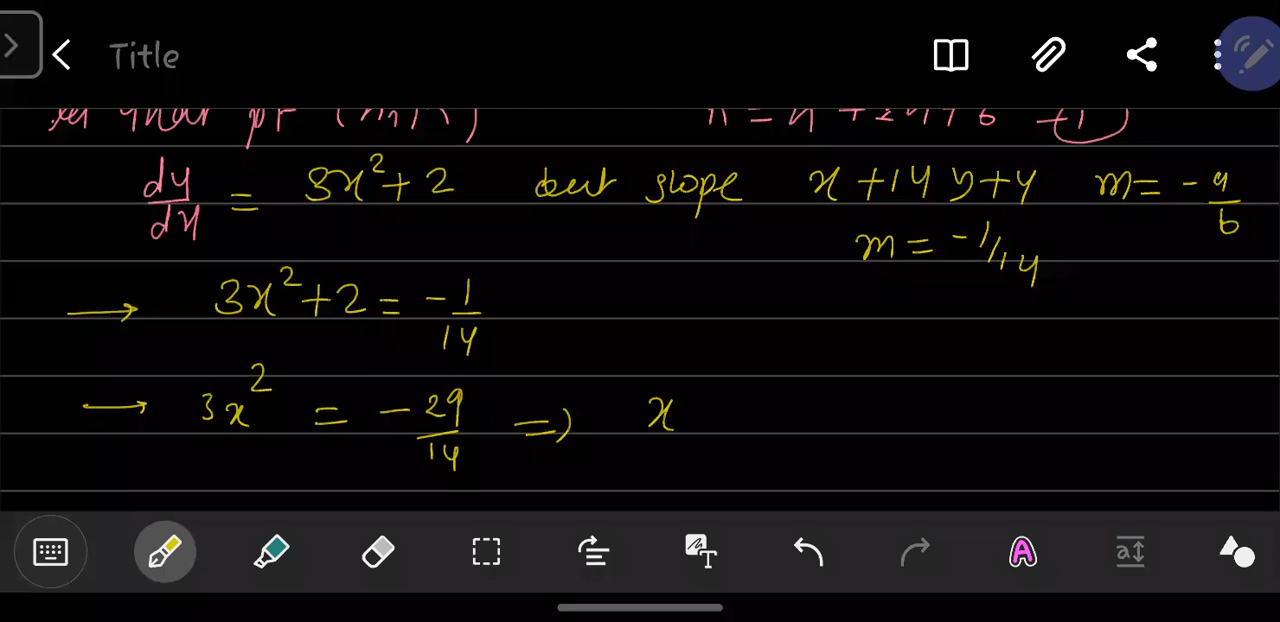 Title
dy/dx = 3x² + 2 but slope x + 14y + 4 m = -a/b
m = -1/14
→ 3x² + 2 = -1/14
→ 3x² = -29/14 ⇒ x